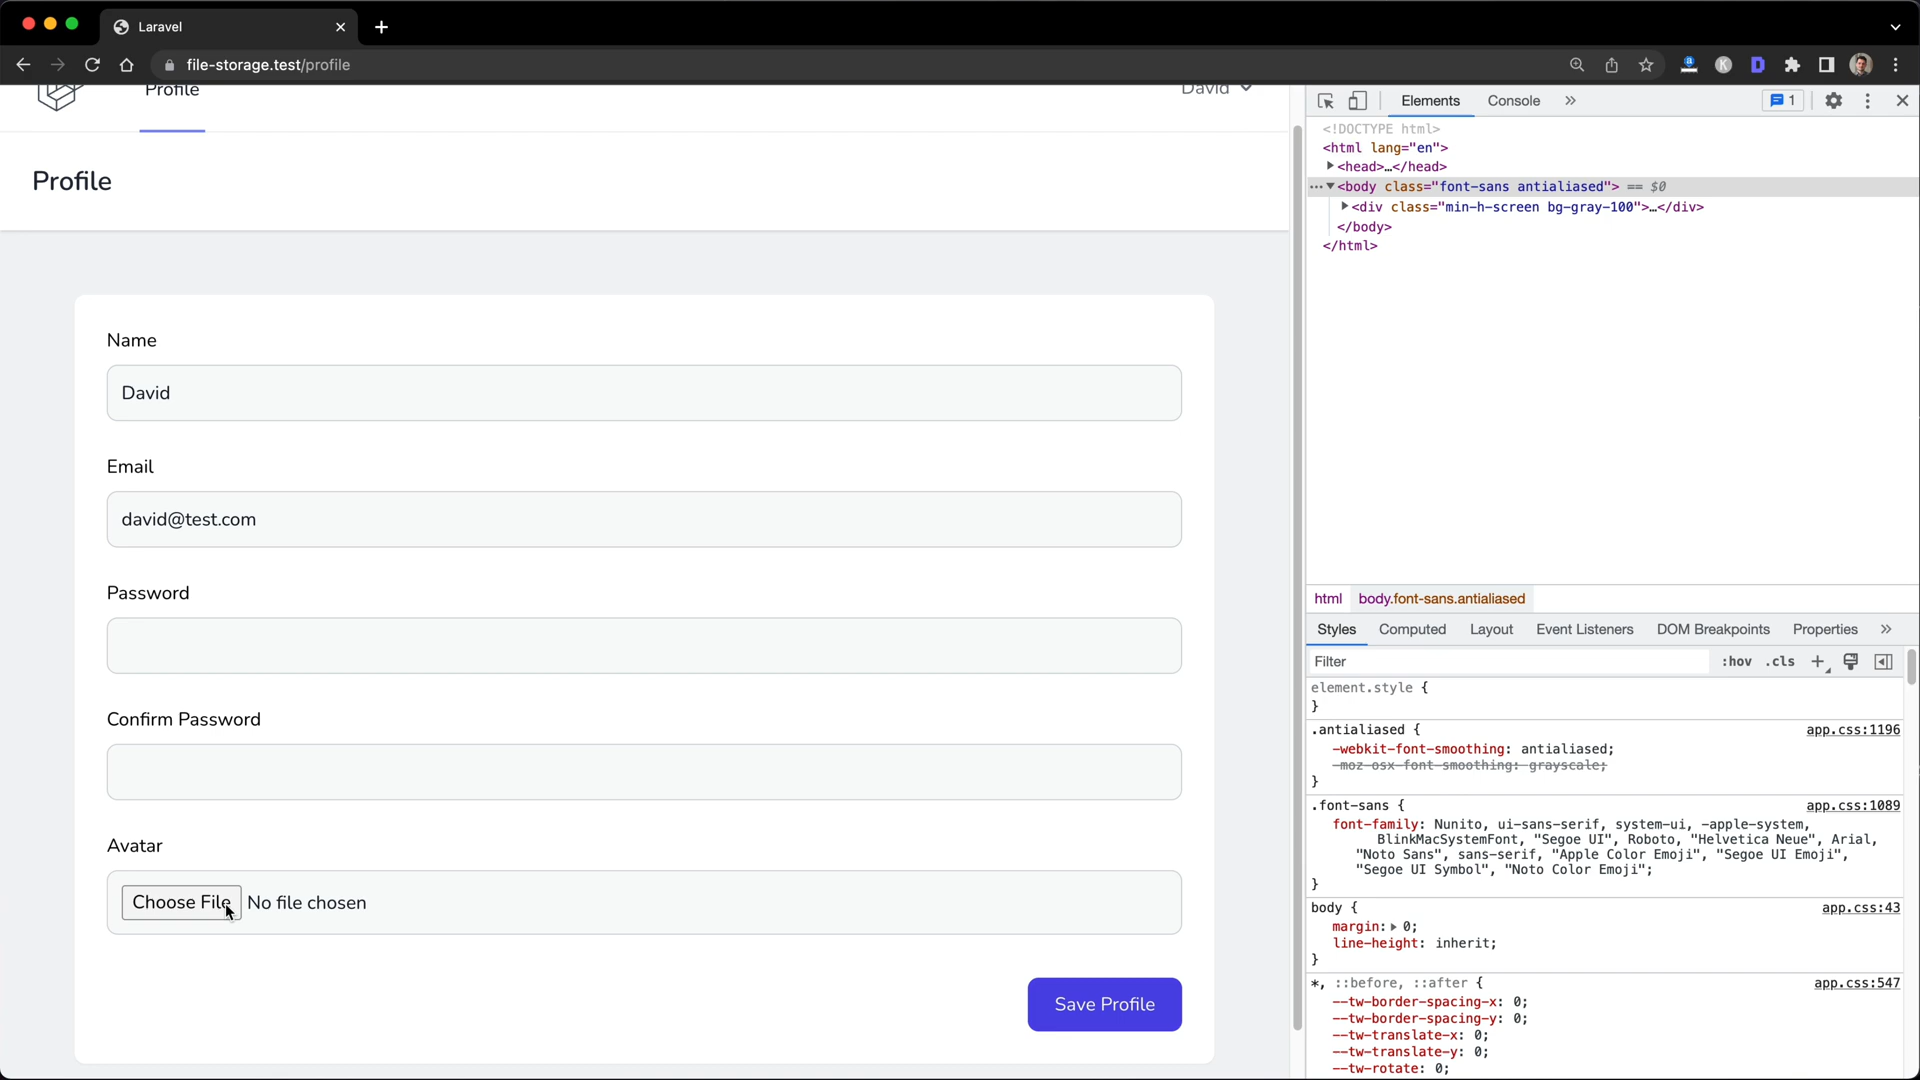 Laravel
file-storage.test/profile
Profile
David
Profile
Name
David
Email
david@test.com
Password
Confirm Password
Avatar
Choose File No file chosen
Save Profile
Elements Console 1
<!DOCTYPE html>
<html lang="en">
<head>…</head>
<body class="font-sans antialiased"> == $0
<div class="min-h-screen bg-gray-100">…</div>
</body>
</html>
html body.font-sans.antialiased
Styles Computed Layout Event Listeners DOM Breakpoints Properties
Filter :hov .cls
element.style {
}
.antialiased { app.css:1196
-webkit-font-smoothing: antialiased;
-moz-osx-font-smoothing: grayscale;
}
.font-sans { app.css:1089
font-family: Nunito, ui-sans-serif, system-ui, -apple-system,
BlinkMacSystemFont, "Segoe UI", Roboto, "Helvetica Neue", Arial,
"Noto Sans", sans-serif, "Apple Color Emoji", "Segoe UI Emoji",
"Segoe UI Symbol", "Noto Color Emoji";
}
body { app.css:43
margin: 0;
line-height: inherit;
}
*, ::before, ::after { app.css:547
--tw-border-spacing-x: 0;
--tw-border-spacing-y: 0;
--tw-translate-x: 0;
--tw-translate-y: 0;
--tw-rotate: 0;